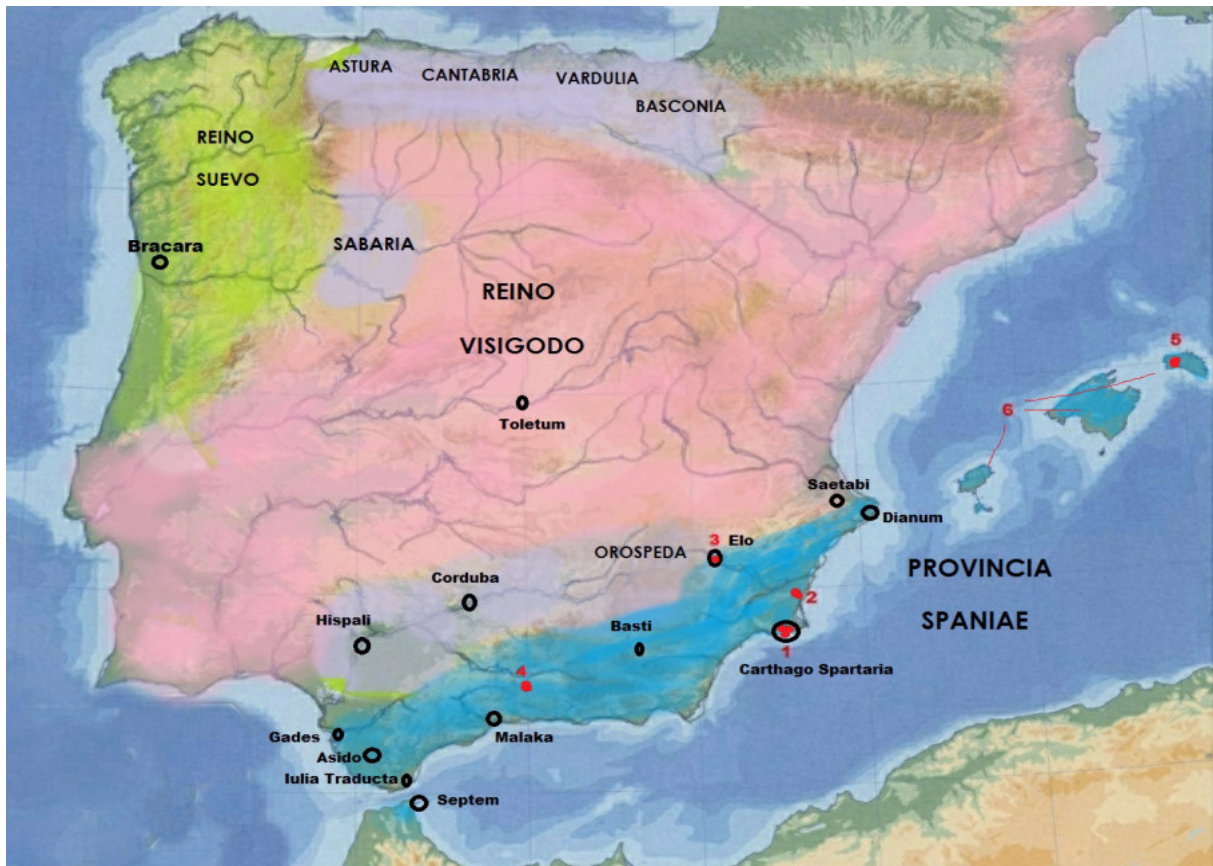 ASTURA
CANTABRIA
VARDULIA
BASCONIA
REINO
SUEVO
Bracara
SABARIA
REINO
VISIGODO
Toletum
5
6
Saetabi
Dianum
3
Elo
OROSPEDA
PROVINCIA
SPANIAE
Corduba
2
Hispali
Basti
1
Carthago Spartaria
4
Gades
Malaka
Asido
Iulia Traducta
Septem